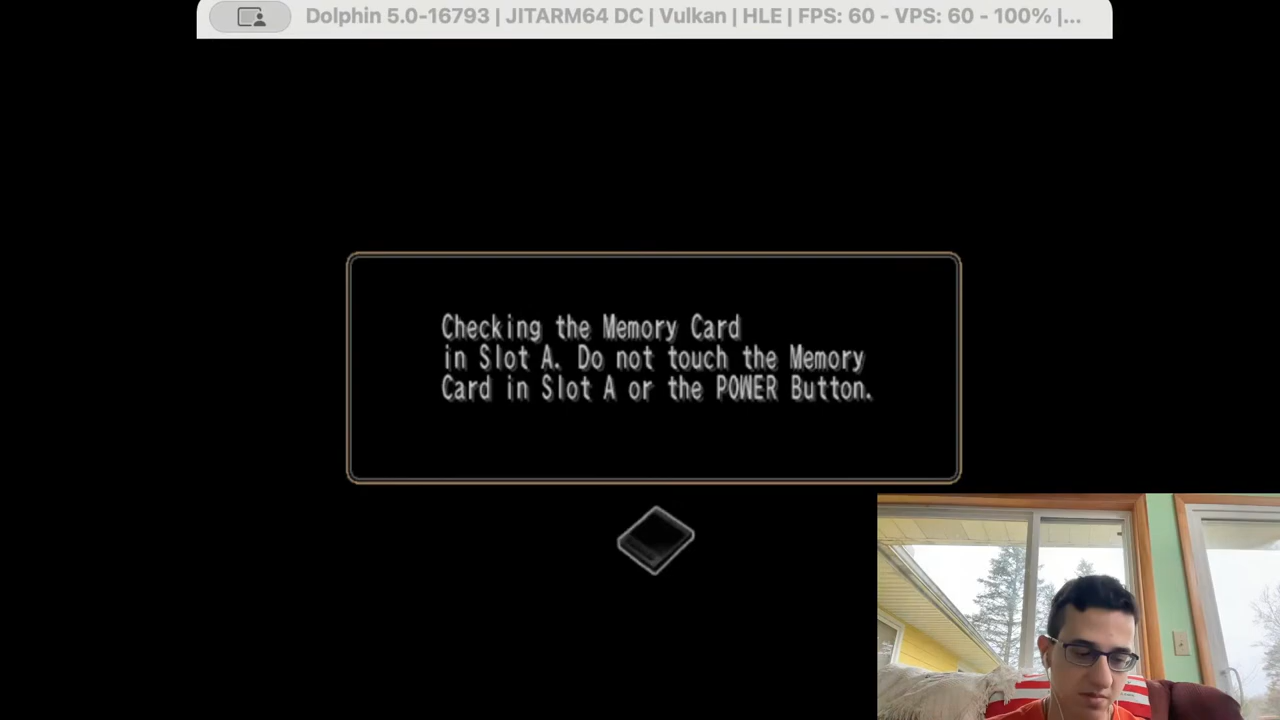 Dolphin 5.0-16793 | JITARM64 DC | Vulkan | HLE | FPS: 60 - VPS: 60 - 100% |...
Checking the Memory Card
in Slot A. Do not touch the Memory
Card in Slot A or the POWER Button.